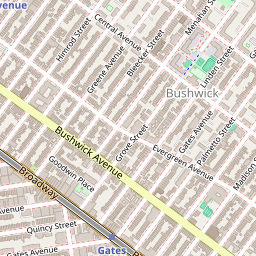 Avenue
Himrod Street
Central Avenue
Menahan Street
Greene Avenue
Bleecker Street
Linden Street
Bushwick
Bushwick Avenue
Grove Street
Gates Avenue
Palmetto Street
Evergreen Avenue
Madison
Goodwin Place
Broadway
Avenue
Quincy Street
Gates